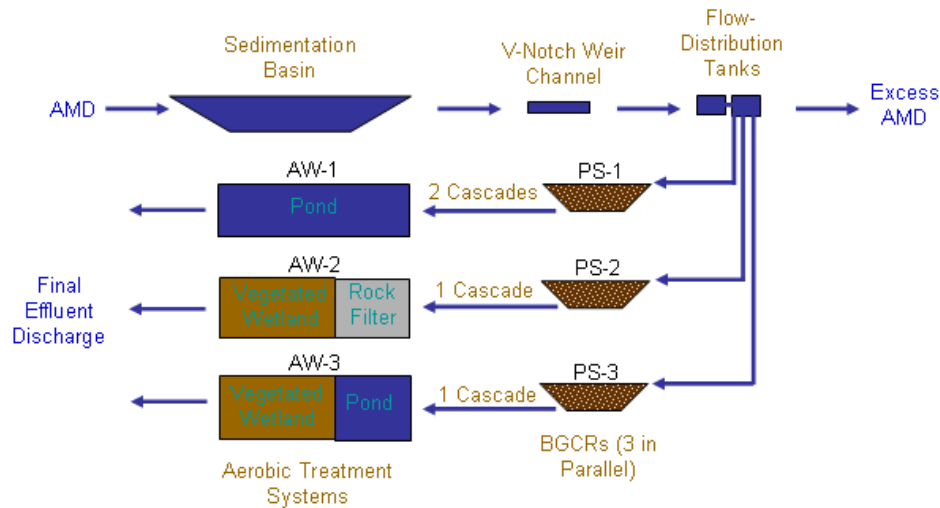 Sedimentation
Basin
V-Notch Weir
Channel
Flow-
Distribution
Tanks
AMD
Excess
AMD
AW-1
Pond
2 Cascades
PS-1
AW-2
Vegetated
Wetland
Rock
Filter
1 Cascade
PS-2
Final
Effluent
Discharge
AW-3
Vegetated
Wetland
Pond
1 Cascade
PS-3
Aerobic Treatment
Systems
BGCRs (3 in
Parallel)